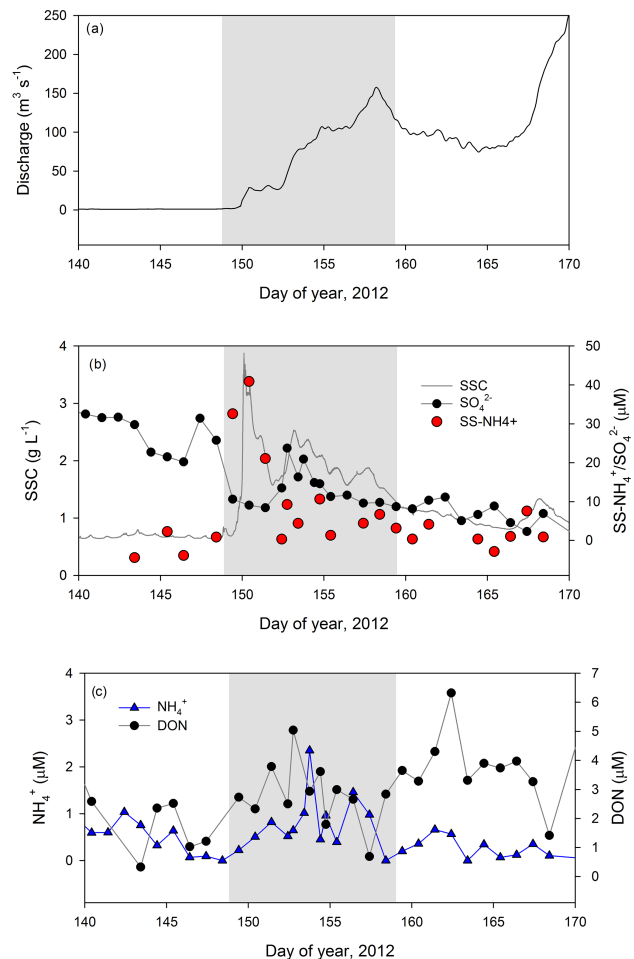 (a)
250
200
150
100
50
0
Discharge (m³ s⁻¹)
140 145 150 155 160 165 170
Day of year, 2012
(b)
4
3
2
1
0
SSC (g L⁻¹)
50
40
30
20
10
0
SS-NH₄⁺/SO₄²⁻ (μM)
SSC
SO₄²⁻
SS-NH4+
140 145 150 155 160 165 170
Day of year, 2012
(c)
4
3
2
1
0
NH₄⁺ (μM)
7
6
5
4
3
2
1
0
DON (μM)
NH₄⁺
DON
140 145 150 155 160 165 170
Day of year, 2012